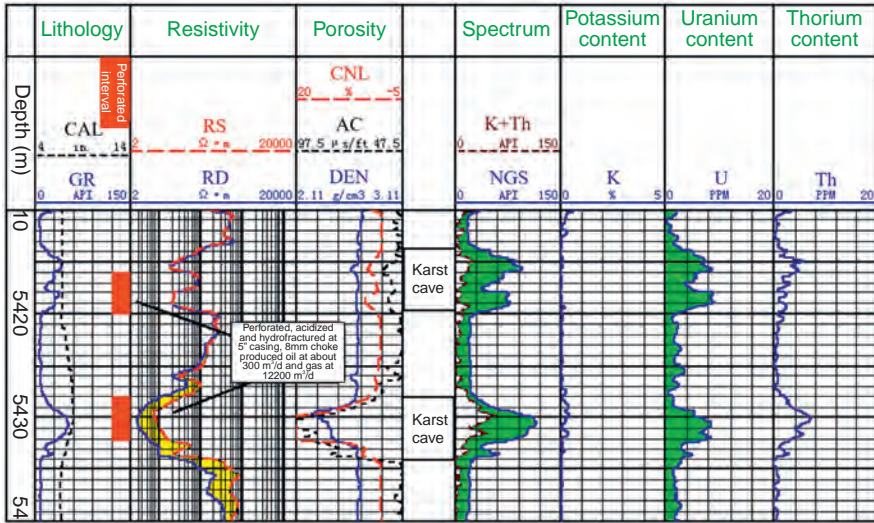 Lithology Resistivity Porosity Spectrum Potassium content Uranium content Thorium content
Depth (m)
Perforated interval
CNL
20 % -5
CAL
4 in. 14
RS
2 Ω•m 20000
AC
97.5 μs/ft 47.5
K+Th
0 API 150
GR
0 API 150
RD
2 Ω•m 20000
DEN
2.11 g/cm3 3.11
NGS
0 API 150
K
0 % 5
U
0 PPM 20
Th
0 PPM 20
10
Karst
cave
5420
Perforated, acidized
and hydrofractured at
5" casing, 8mm choke
produced oil at about
300 m³/d and gas at
12200 m³/d
5430
Karst
cave
54